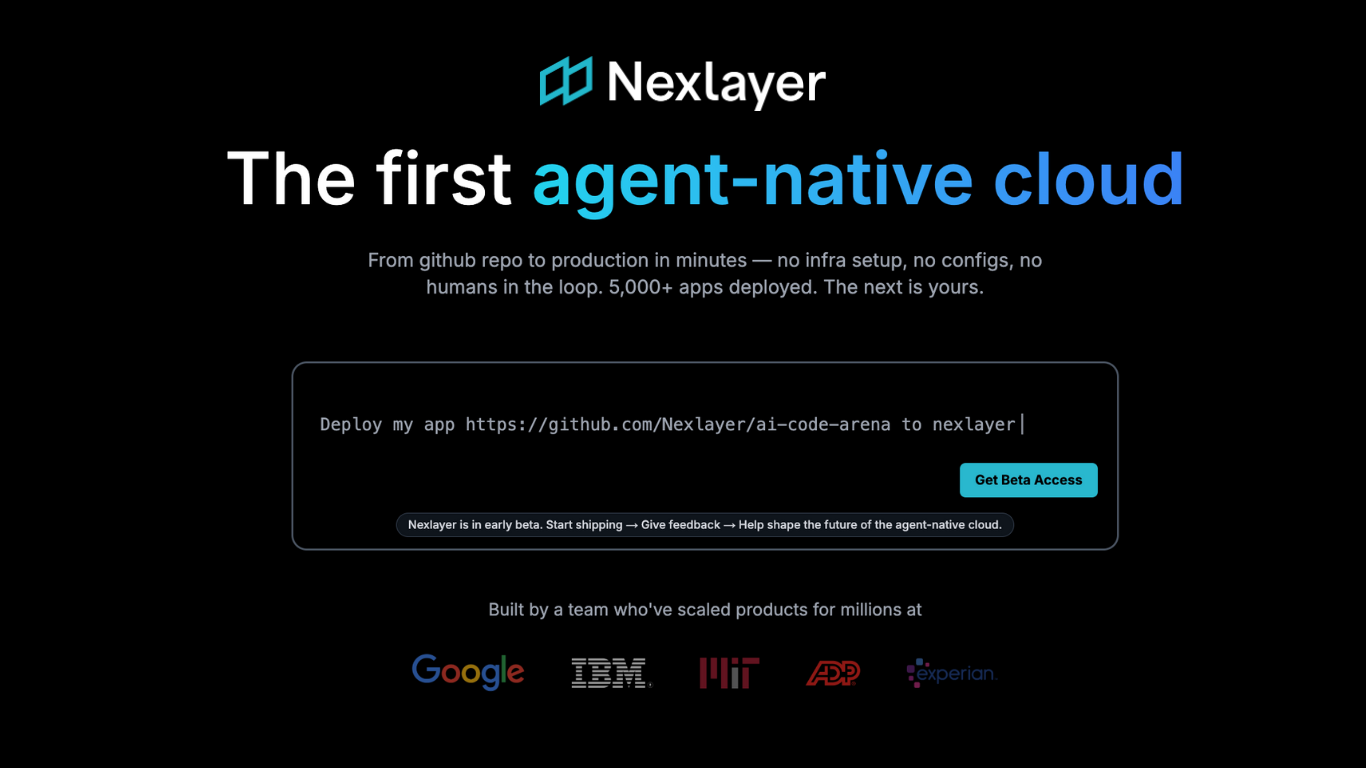 Nexlayer
The first agent-native cloud
From github repo to production in minutes — no infra setup, no configs, no
humans in the loop. 5,000+ apps deployed. The next is yours.
Deploy my app https://github.com/Nexlayer/ai-code-arena to nexlayer
Get Beta Access
Nexlayer is in early beta. Start shipping → Give feedback → Help shape the future of the agent-native cloud.
Built by a team who've scaled products for millions at
Google IBM MIT ADP experian